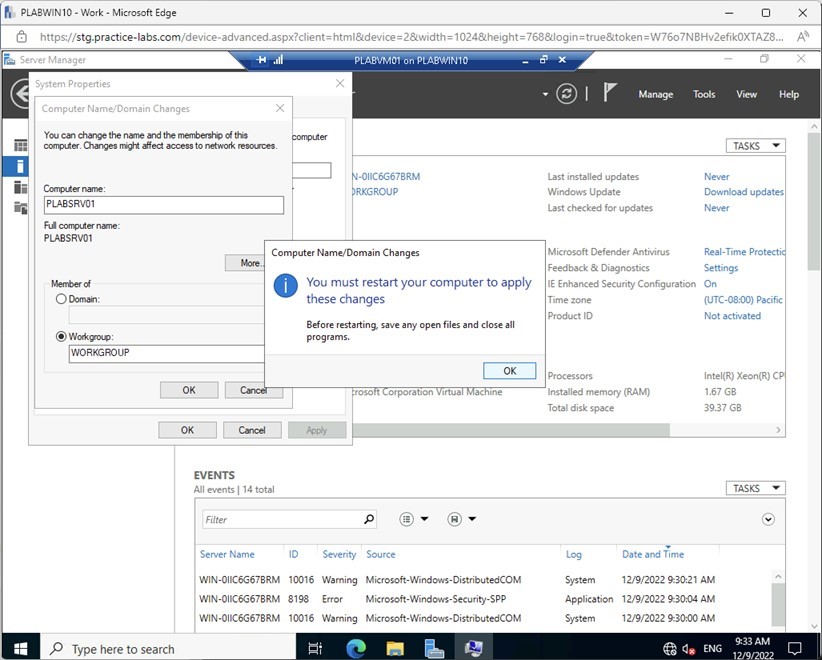 PLABWIN10 - Work - Microsoft Edge
https://stg.practice-labs.com/device-advanced.aspx?client=html&device=2&width=1024&height=768&login=true&token=W76o7NBHv2efik0XTAZ8...
Server Manager
PLABVM01 on PLABWIN10
Manage Tools View Help
System Properties
Computer Name/Domain Changes
You can change the name and the membership of this
computer. Changes might affect access to network resources.
computer
Computer name:
PLABSRV01
Full computer name:
PLABSRV01
More...
Member of
Domain:
Workgroup:
WORKGROUP
OK Cancel
OK Cancel Apply
Computer Name/Domain Changes
You must restart your computer to apply
these changes
Before restarting, save any open files and close all
programs.
OK
TASKS
N-0IIC6G67BRM
RKGROUP
Last installed updates Never
Windows Update Download updates
Last checked for updates Never
Microsoft Defender Antivirus Real-Time Protectio
Feedback & Diagnostics Settings
IE Enhanced Security Configuration On
Time zone (UTC-08:00) Pacific
Product ID Not activated
crosoft Corporation Virtual Machine
Processors Intel(R) Xeon(R) CPU
Installed memory (RAM) 1.67 GB
Total disk space 39.37 GB
EVENTS
All events | 14 total
TASKS
Filter
Server Name ID Severity Source Log Date and Time
WIN-0IIC6G67BRM 10016 Warning Microsoft-Windows-DistributedCOM System 12/9/2022 9:30:21 AM
WIN-0IIC6G67BRM 8198 Error Microsoft-Windows-Security-SPP Application 12/9/2022 9:30:04 AM
WIN-0IIC6G67BRM 10016 Warning Microsoft-Windows-DistributedCOM System 12/9/2022 9:30:00 AM
Type here to search
ENG
9:33 AM
12/9/2022